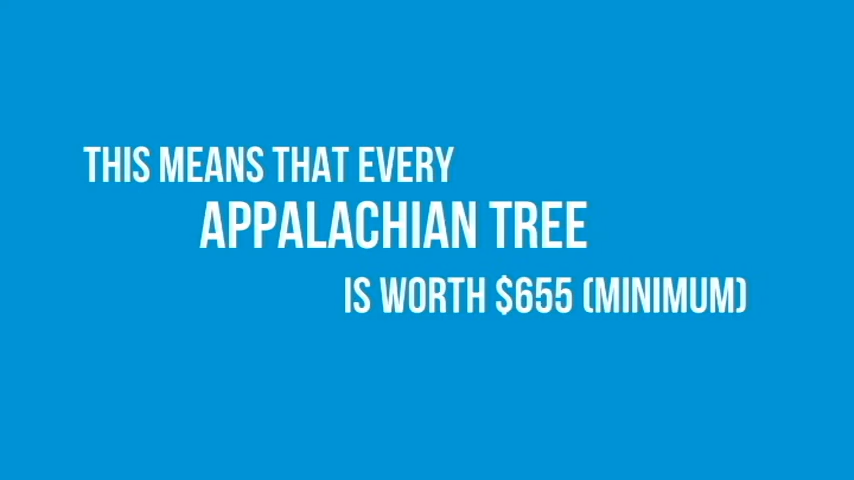 THIS MEANS THAT EVERY
APPALACHIAN TREE
IS WORTH $655 (MINIMUM)